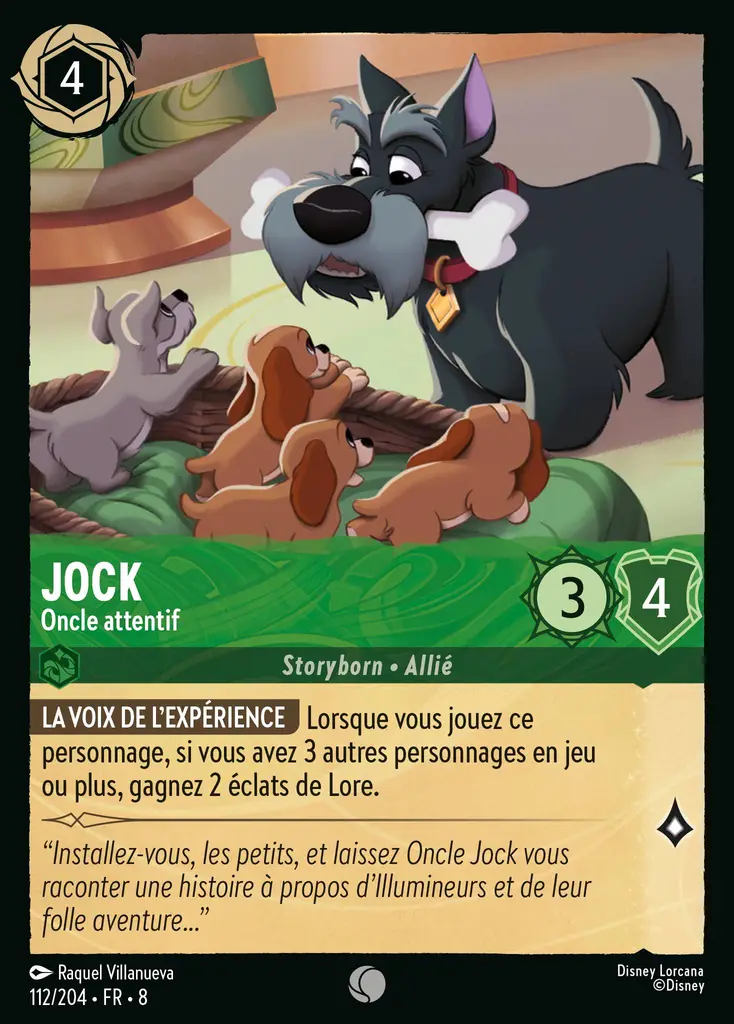 4
JOCK
Oncle attentif
3
4
Storyborn • Allié
LA VOIX DE L'EXPÉRIENCE Lorsque vous jouez ce
personnage, si vous avez 3 autres personnages en jeu
ou plus, gagnez 2 éclats de Lore.
“Installez-vous, les petits, et laissez Oncle Jock vous
raconter une histoire à propos d'Illumineurs et de leur
folle aventure...”
Raquel Villanueva
112/204 • FR • 8
Disney Lorcana
©Disney